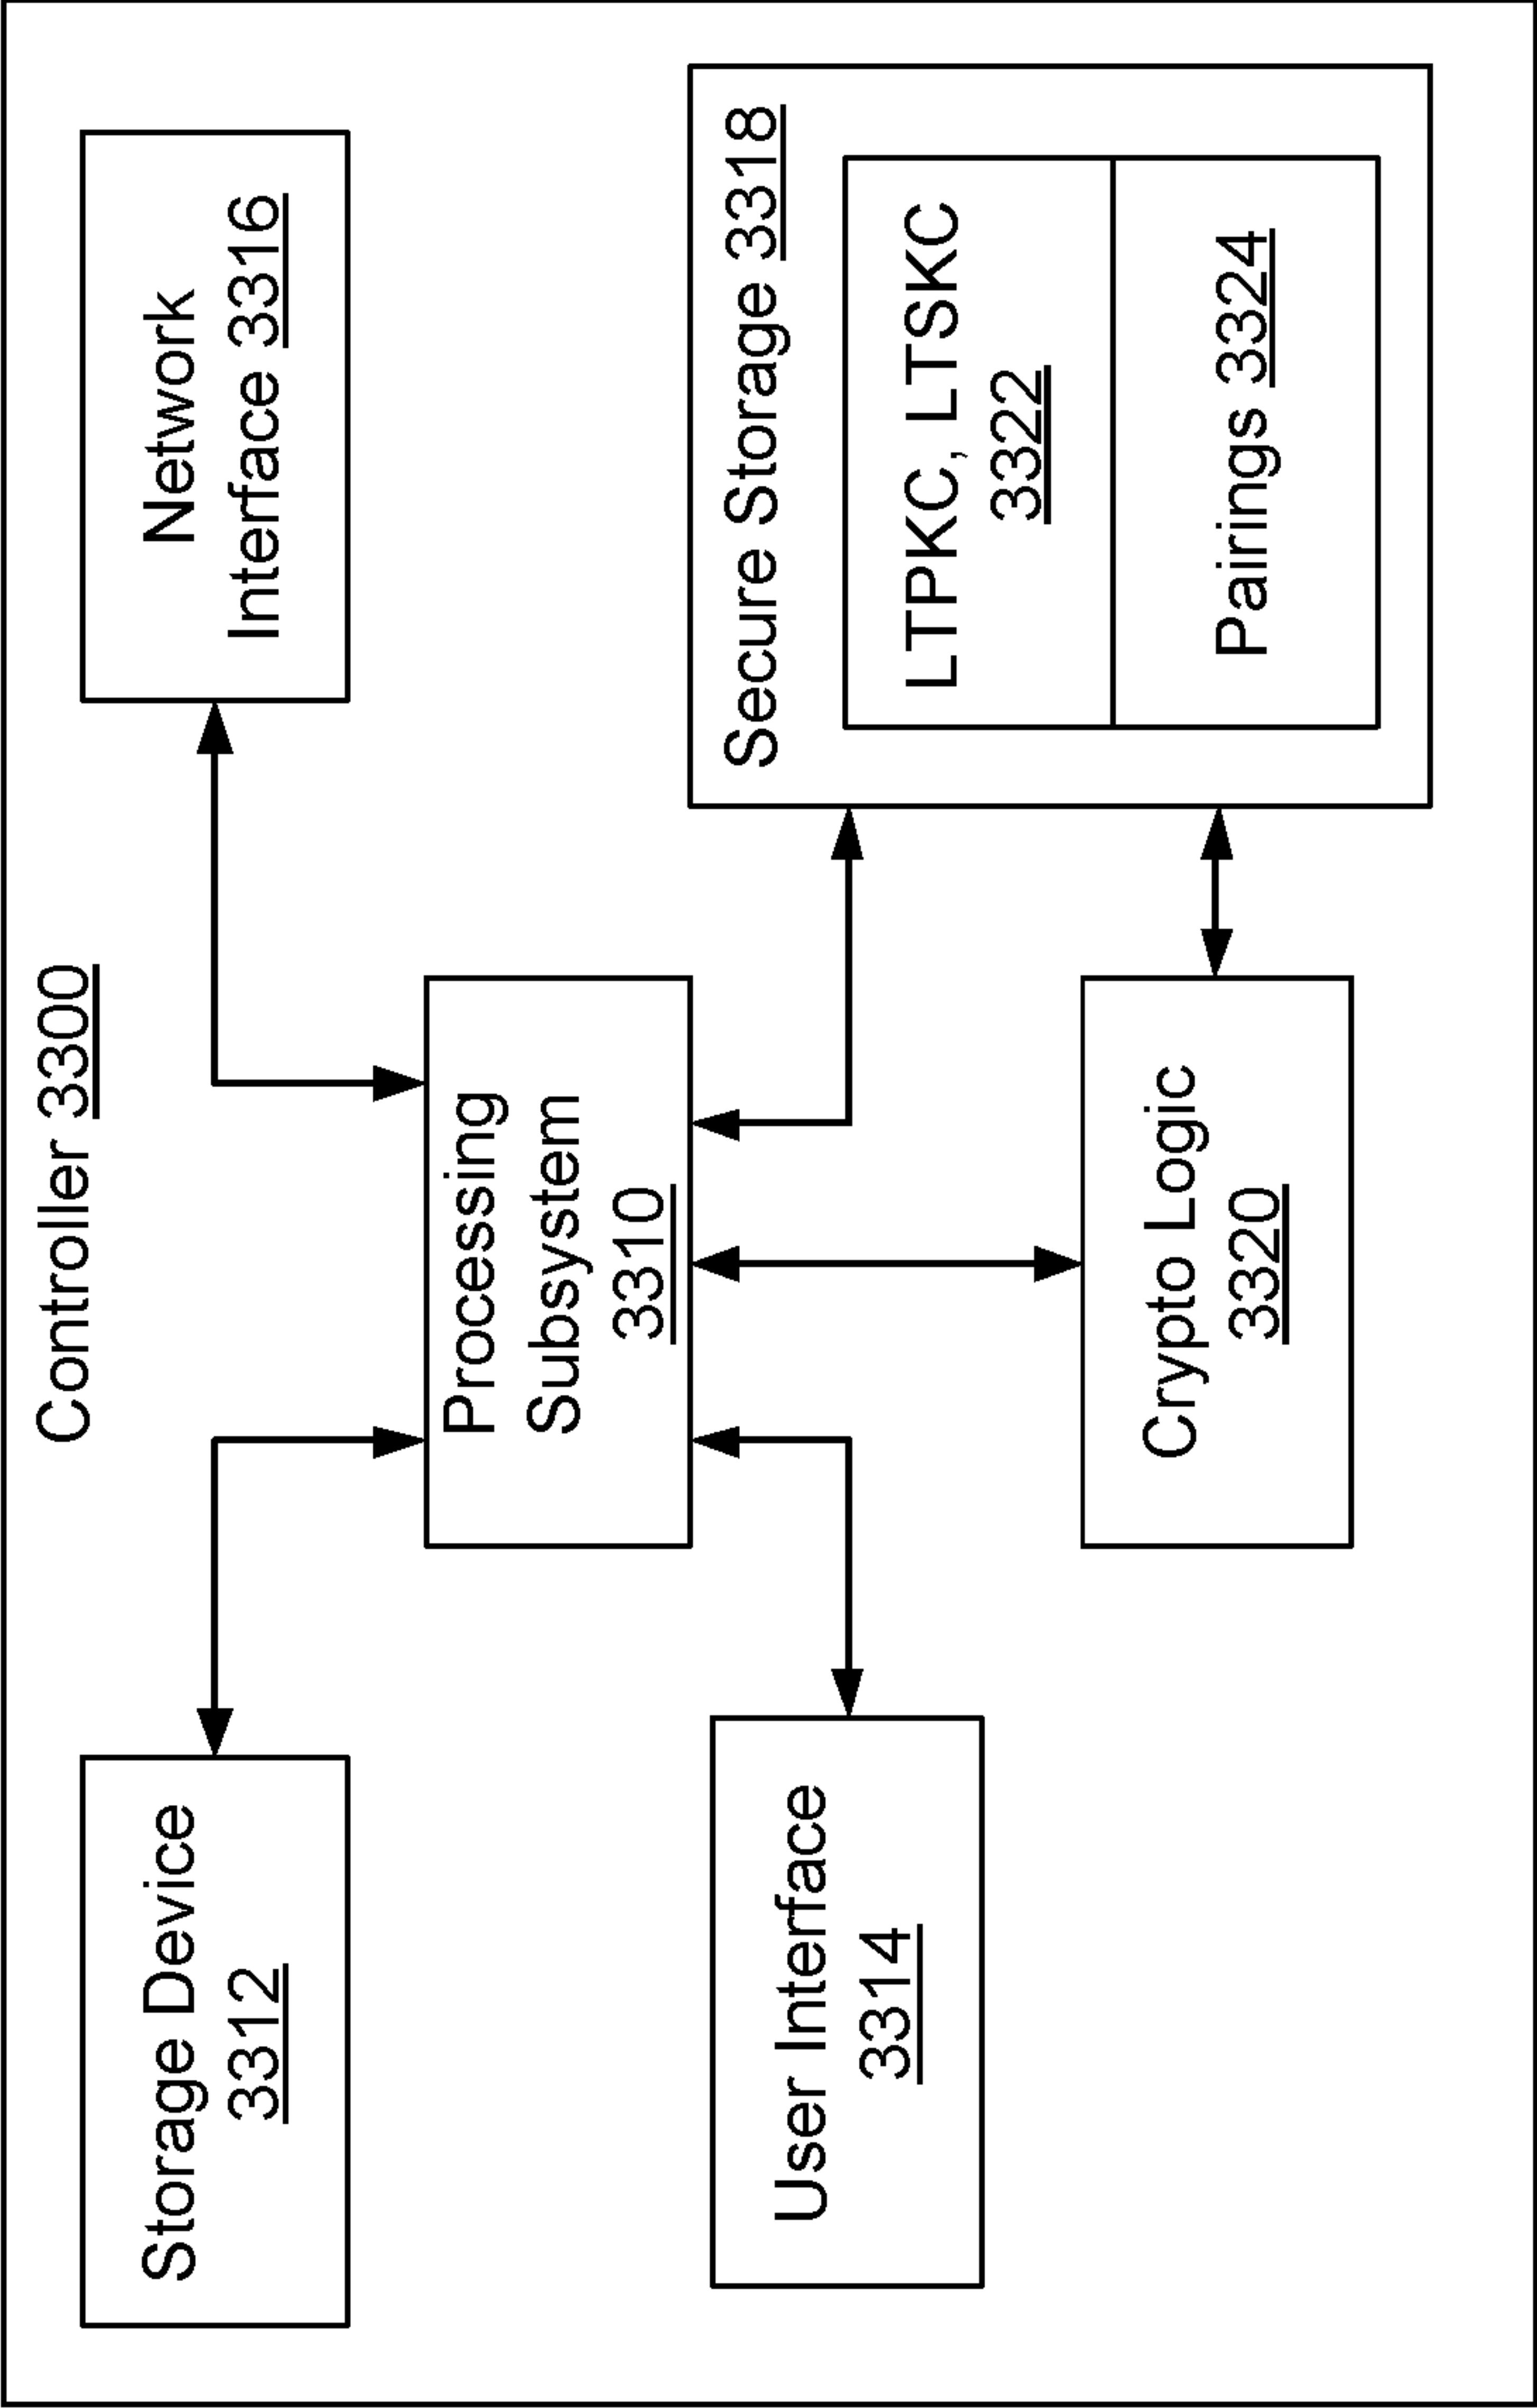 Controller 3300
Storage Device
3312
Network
Interface 3316
Processing
Subsystem
3310
User Interface
3314
Secure Storage 3318
LTPKC, LTSKC
3322
Pairings 3324
Crypto Logic
3320